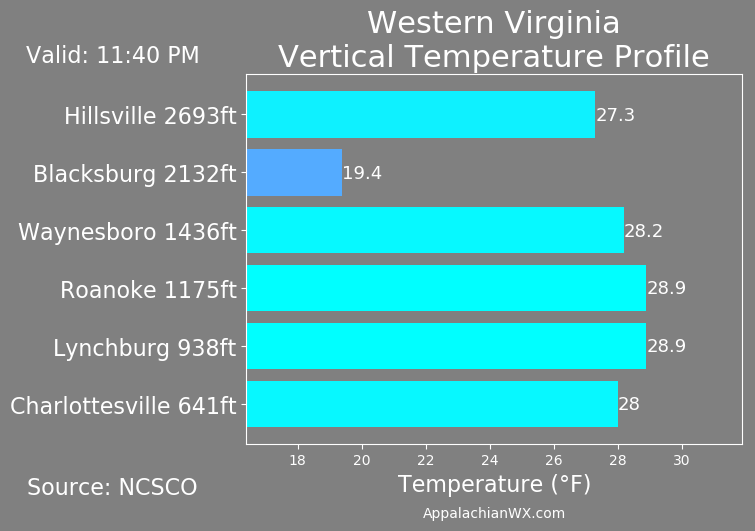 Western Virginia
Vertical Temperature Profile
Valid: 11:40 PM
Hillsville 2693ft
27.3
Blacksburg 2132ft
19.4
Waynesboro 1436ft
28.2
Roanoke 1175ft
28.9
Lynchburg 938ft
28.9
Charlottesville 641ft
28
18 20 22 24 26 28 30
Temperature (°F)
Source: NCSCO
AppalachianWX.com